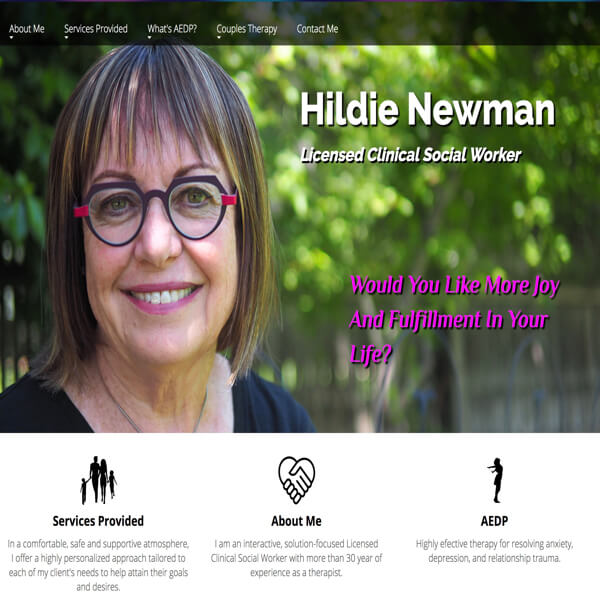 About Me Services Provided What's AEDP? Couples Therapy Contact Me
Hildie Newman
Licensed Clinical Social Worker
Would You Like More Joy
And Fulfillment In Your
Life?
Services Provided
In a comfortable, safe and supportive atmosphere,
I offer a highly personalized approach tailored to
each of my client's needs to help attain their goals
and desires.
About Me
I am an interactive, solution-focused Licensed
Clinical Social Worker with more than 30 year of
experience as a therapist.
AEDP
Highly efective therapy for resolving anxiety,
depression, and relationship trauma.